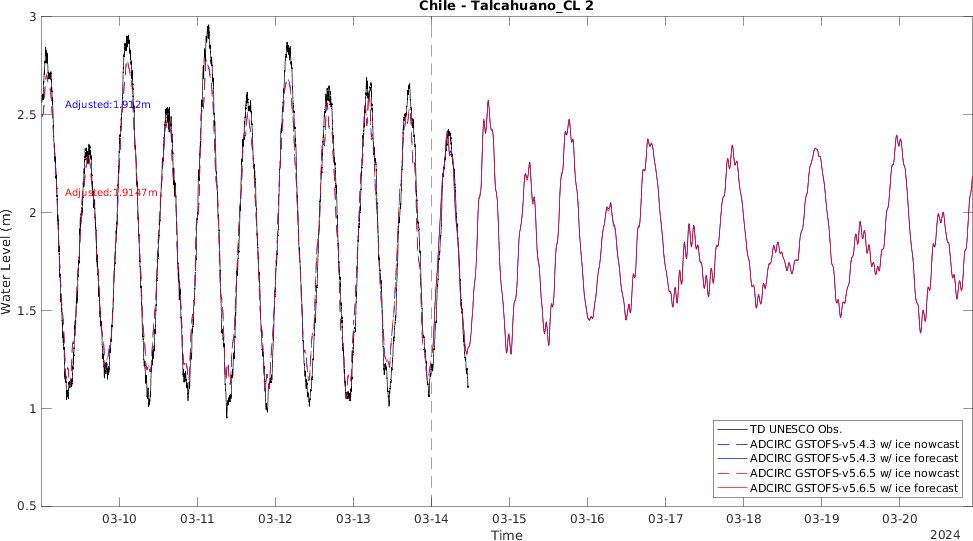 Chile - Talcahuano_CL 2
3
2.5
2
1.5
1
0.5
Water Level (m)
Adjusted:1.912m
Adjusted:1.9147m
TD UNESCO Obs.
ADCIRC GSTOFS-v5.4.3 w/ ice nowcast
ADCIRC GSTOFS-v5.4.3 w/ ice forecast
ADCIRC GSTOFS-v5.6.5 w/ ice nowcast
ADCIRC GSTOFS-v5.6.5 w/ ice forecast
03-10 03-11 03-12 03-13 03-14 03-15 03-16 03-17 03-18 03-19 03-20
Time
2024